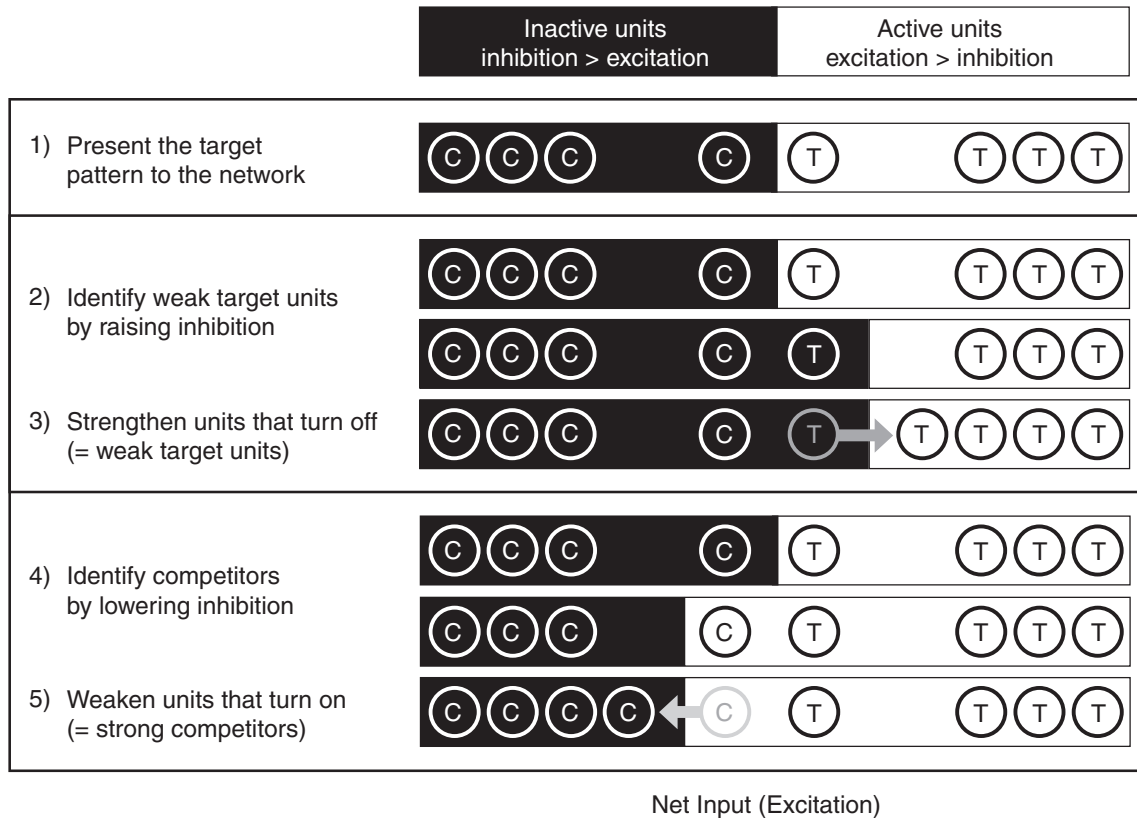 Inactive units
inhibition > excitation
Active units
excitation > inhibition
1) Present the target
pattern to the network
C C C C T T T T
2) Identify weak target units
by raising inhibition
C C C C T T T T
C C C C T T T T
3) Strengthen units that turn off
(= weak target units)
C C C C T T T T T
4) Identify competitors
by lowering inhibition
C C C C T T T T
C C C C T T T T
5) Weaken units that turn on
(= strong competitors)
C C C C C T T T T
Net Input (Excitation)